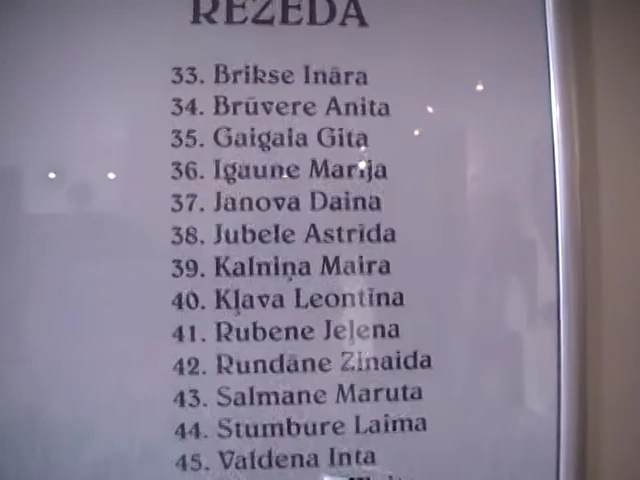 REZEDA
33. Brikse Ināra
34. Brūvere Anita
35. Gaigala Gita
36. Igaune Marija
37. Janova Daina
38. Jubele Astrīda
39. Kalniņa Maira
40. Kļava Leontīna
41. Rubene Jeļena
42. Rundāne Zinaida
43. Salmane Maruta
44. Stumbure Laima
45. Valdena Inta